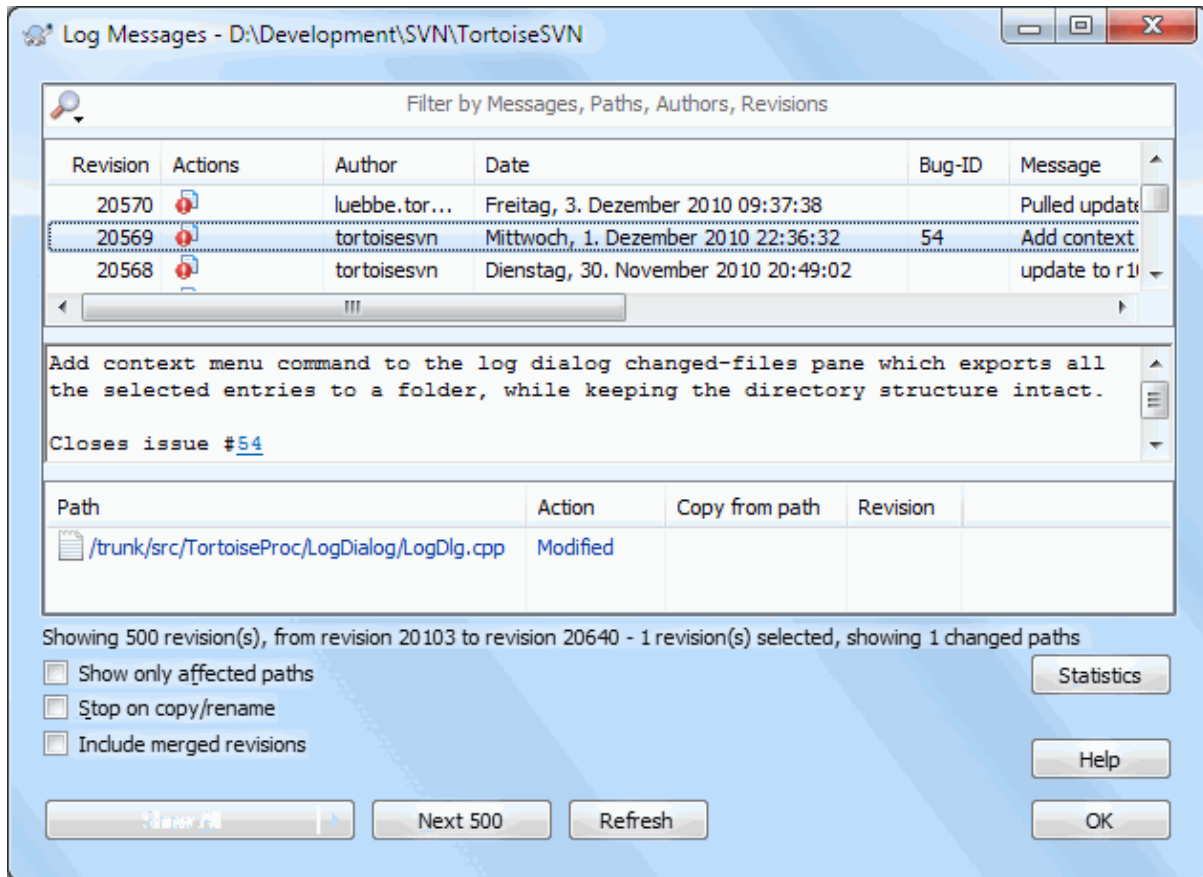 Log Messages - D:\Development\SVN\TortoiseSVN
Filter by Messages, Paths, Authors, Revisions
Revision Actions Author Date Bug-ID Message
20570 luebbe.tor... Freitag, 3. Dezember 2010 09:37:38 Pulled update
20569 tortoisesvn Mittwoch, 1. Dezember 2010 22:36:32 54 Add context
20568 tortoisesvn Dienstag, 30. November 2010 20:49:02 update to
Add context menu command to the log dialog changed-files pane which exports all
the selected entries to a folder, while keeping the directory structure intact.
Closes issue #54
Path Action Copy from path Revision
/trunk/src/TortoiseProc/LogDialog/LogDlg.cpp Modified
Showing 500 revision(s), from revision 20103 to revision 20640 - 1 revision(s) selected, showing 1 changed paths
Show only affected paths
Statistics
Stop on copy/rename
Include merged revisions
Help
Next 500 Refresh OK